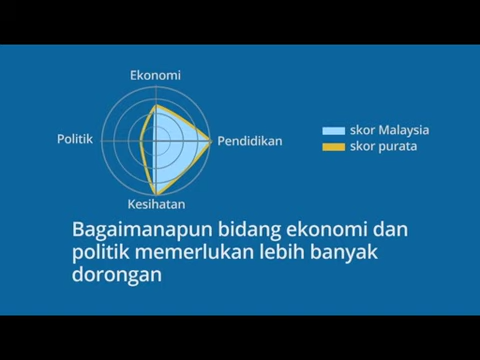 Ekonomi
Politik
Pendidikan
Kesihatan
skor Malaysia
skor purata
Bagaimanapun bidang ekonomi dan
politik memerlukan lebih banyak
dorongan